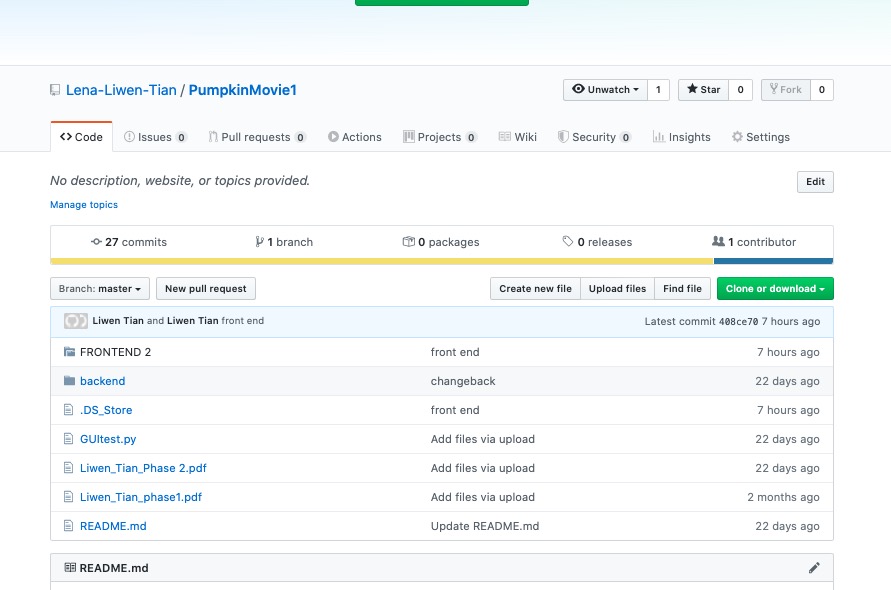 Lena-Liwen-Tian / PumpkinMovie1 Unwatch 1 Star 0 Fork 0
Code Issues 0 Pull requests 0 Actions Projects 0 Wiki Security 0 Insights Settings
No description, website, or topics provided. Edit
Manage topics
27 commits 1 branch 0 packages 0 releases 1 contributor
Branch: master New pull request Create new file Upload files Find file Clone or download
Liwen Tian and Liwen Tian front end Latest commit 408ce70 7 hours ago
FRONTEND 2 front end 7 hours ago
backend changeback 22 days ago
.DS_Store front end 7 hours ago
GUItest.py Add files via upload 22 days ago
Liwen_Tian_Phase 2.pdf Add files via upload 22 days ago
Liwen_Tian_phase1.pdf Add files via upload 2 months ago
README.md Update README.md 22 days ago
README.md